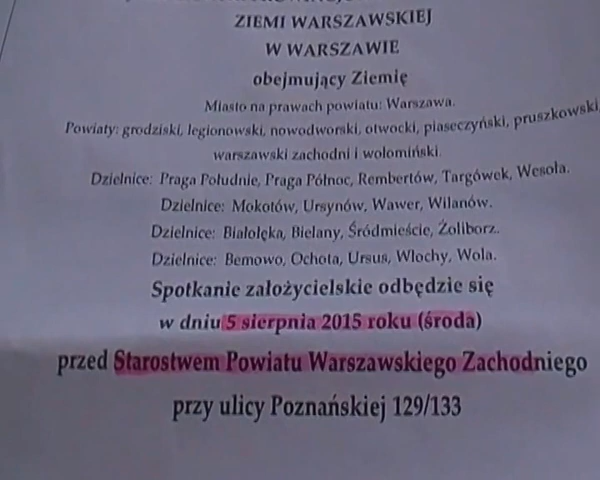 ZIEMI WARSZAWSKIEJ
W WARSZAWIE
obejmujący Ziemię
Miasto na prawach powiatu: Warszawa.
Powiaty: grodziski, legionowski, nowodworski, otwocki, piaseczyński, pruszkowski,
warszawski zachodni i wołomiński.
Dzielnice: Praga Południe, Praga Północ, Rembertów, Targówek, Wesoła.
Dzielnice: Mokotów, Ursynów, Wawer, Wilanów.
Dzielnice: Białołęka, Bielany, Śródmieście, Żoliborz.
Dzielnice: Bemowo, Ochota, Ursus, Włochy, Wola.
Spotkanie założycielskie odbędzie się
w dniu 5 sierpnia 2015 roku (środa)
przed Starostwem Powiatu Warszawskiego Zachodniego
przy ulicy Poznańskiej 129/133